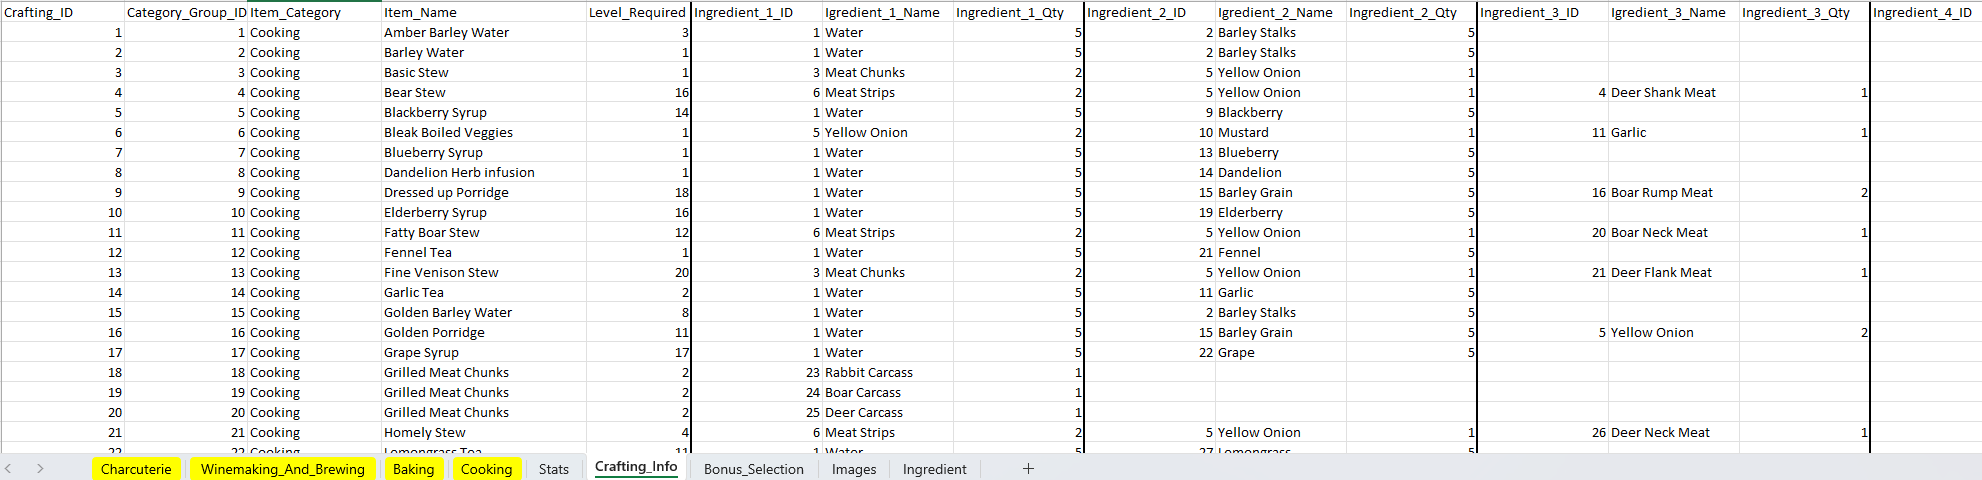 Crafting_ID Category_Group_ID Item_Category Item_Name Level_Required Ingredient_1_ID Igredient_1_Name Ingredient_1_Qty Ingredient_2_ID Igredient_2_Name Ingredient_2_Qty Ingredient_3_ID Igredient_3_Name Ingredient_3_Qty Ingredient_4_ID
1 1 Cooking Amber Barley Water 3 1 Water 5 2 Barley Stalks 5
2 2 Cooking Barley Water 1 1 Water 5 2 Barley Stalks 5
3 3 Cooking Basic Stew 1 3 Meat Chunks 2 5 Yellow Onion 1
4 4 Cooking Bear Stew 16 6 Meat Strips 2 5 Yellow Onion 1 4 Deer Shank Meat 1
5 5 Cooking Blackberry Syrup 14 1 Water 5 9 Blackberry 5
6 6 Cooking Bleak Boiled Veggies 1 5 Yellow Onion 2 10 Mustard 1 11 Garlic 1
7 7 Cooking Blueberry Syrup 1 1 Water 5 13 Blueberry 5
8 8 Cooking Dandelion Herb infusion 1 1 Water 5 14 Dandelion 5
9 9 Cooking Dressed up Porridge 18 1 Water 5 15 Barley Grain 5 16 Boar Rump Meat 2
10 10 Cooking Elderberry Syrup 16 1 Water 5 19 Elderberry 5
11 11 Cooking Fatty Boar Stew 12 6 Meat Strips 2 5 Yellow Onion 1 20 Boar Neck Meat 1
12 12 Cooking Fennel Tea 1 1 Water 5 21 Fennel 5
13 13 Cooking Fine Venison Stew 20 3 Meat Chunks 2 5 Yellow Onion 1 21 Deer Flank Meat 1
14 14 Cooking Garlic Tea 2 1 Water 5 11 Garlic 5
15 15 Cooking Golden Barley Water 8 1 Water 5 2 Barley Stalks 5
16 16 Cooking Golden Porridge 11 1 Water 5 15 Barley Grain 5 5 Yellow Onion 2
17 17 Cooking Grape Syrup 17 1 Water 5 22 Grape 5
18 18 Cooking Grilled Meat Chunks 2 23 Rabbit Carcass 1
19 19 Cooking Grilled Meat Chunks 2 24 Boar Carcass 1
20 20 Cooking Grilled Meat Chunks 2 25 Deer Carcass 1
21 21 Cooking Homely Stew 4 6 Meat Strips 2 5 Yellow Onion 1 26 Deer Neck Meat 1
22 22 Cooking Lemongrass Tea 11 1 Water 5 27 Lemongrass 5
Charcuterie Winemaking_And_Brewing Baking Cooking Stats Crafting_Info Bonus_Selection Images Ingredient